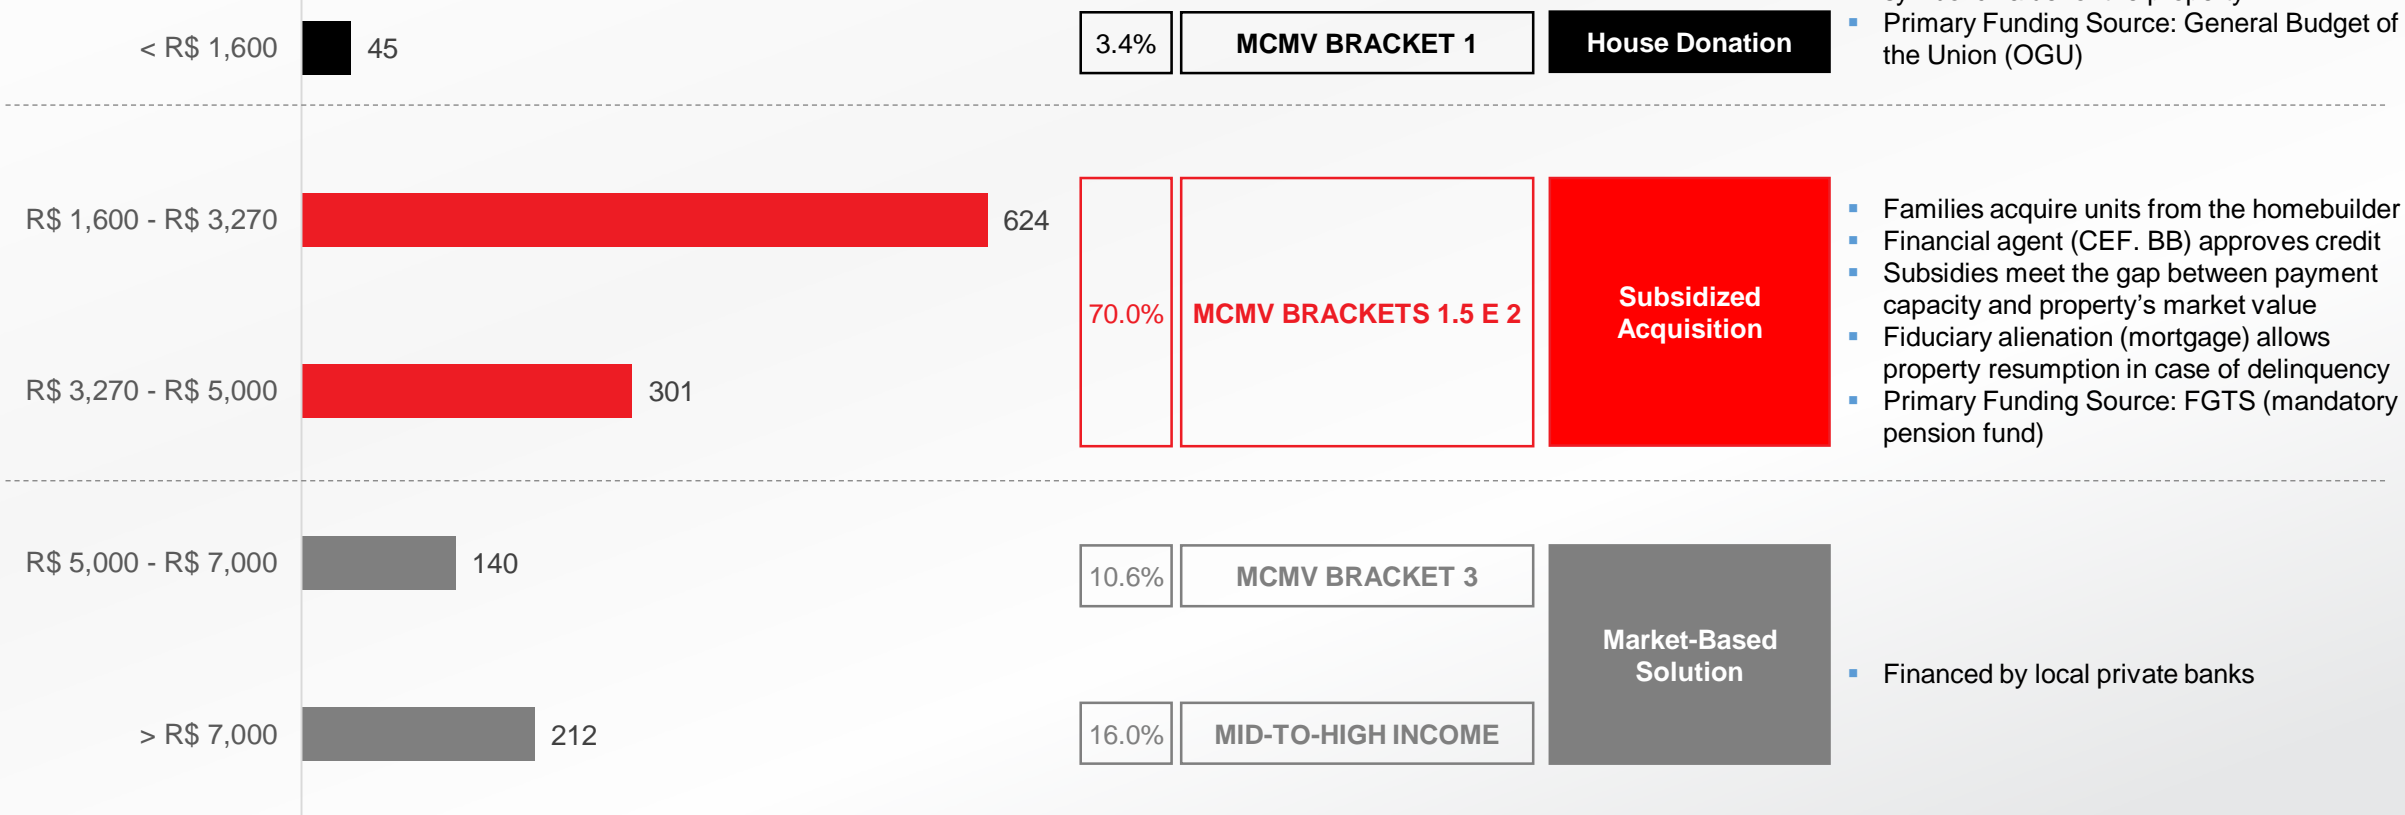 < R$ 1,600
45
3.4%
MCMV BRACKET 1
House Donation
▪ Primary Funding Source: General Budget of
the Union (OGU)
R$ 1,600 - R$ 3,270
624
R$ 3,270 - R$ 5,000
301
70.0%
MCMV BRACKETS 1.5 E 2
Subsidized
Acquisition
▪ Families acquire units from the homebuilder
▪ Financial agent (CEF. BB) approves credit
▪ Subsidies meet the gap between payment
capacity and property’s market value
▪ Fiduciary alienation (mortgage) allows
property resumption in case of delinquency
▪ Primary Funding Source: FGTS (mandatory
pension fund)
R$ 5,000 - R$ 7,000
140
10.6%
MCMV BRACKET 3
> R$ 7,000
212
16.0%
MID-TO-HIGH INCOME
Market-Based
Solution
▪ Financed by local private banks